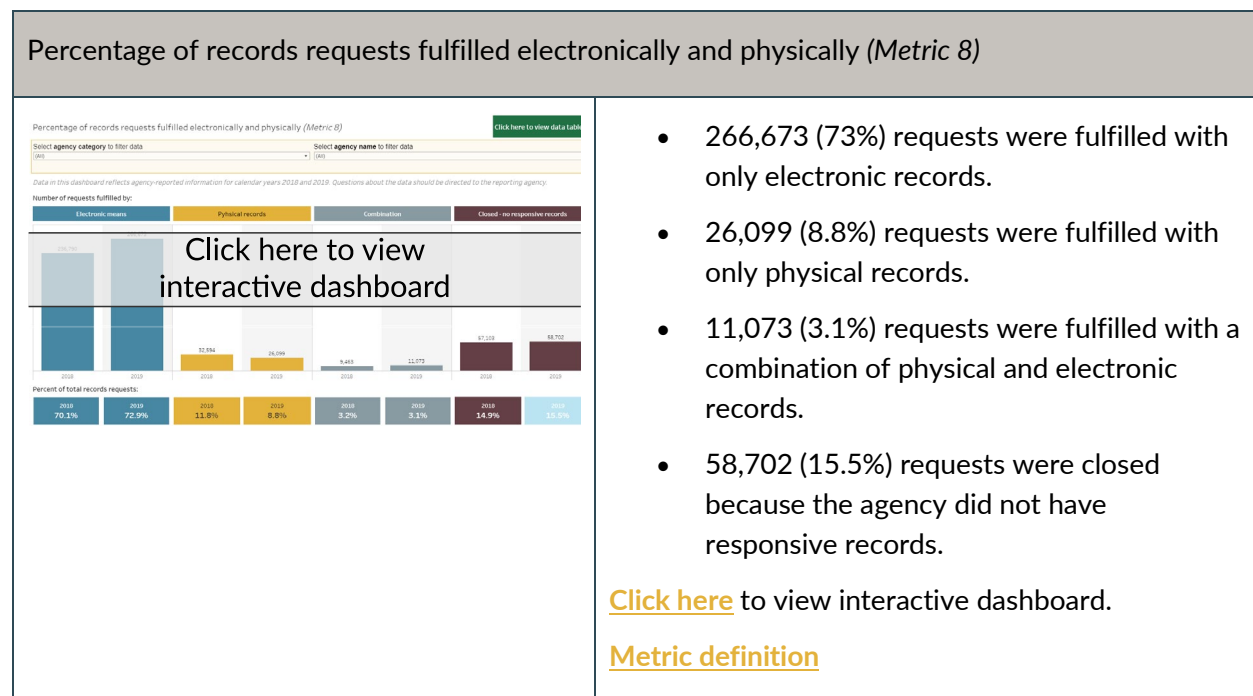 Percentage of records requests fulfilled electronically and physically (Metric 8)
Percentage of records requests fulfilled electronically and physically (Metric 8)
Click here to view data table
Select agency category to filter data
Select agency name to filter data
(All)
(All)
Data in this dashboard reflects agency-reported information for calendar years 2018 and 2019. Questions about the data should be directed to the reporting agency.
Number of requests fulfilled by:
Electronic means
Pyhsical records
Combination
Closed - no responsive records
Click here to view
interactive dashboard
32,594
26,099
9,463
11,073
57,103
58,702
2018
2019
2018
2019
2018
2019
2018
2019
Percent of total records requests:
2018
70.1%
2019
72.9%
2018
11.8%
2019
8.8%
2018
3.2%
2019
3.1%
2018
14.9%
2019
15.5%
• 266,673 (73%) requests were fulfilled with
only electronic records.
• 26,099 (8.8%) requests were fulfilled with
only physical records.
• 11,073 (3.1%) requests were fulfilled with a
combination of physical and electronic
records.
• 58,702 (15.5%) requests were closed
because the agency did not have
responsive records.
Click here to view interactive dashboard.
Metric definition